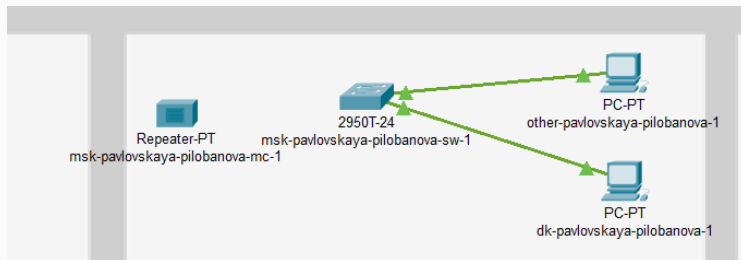 Repeater-PT
msk-pavlovskaya-pilobanova-mc-1
2950T-24
msk-pavlovskaya-pilobanova-sw-1
PC-PT
other-pavlovskaya-pilobanova-1
PC-PT
dk-pavlovskaya-pilobanova-1